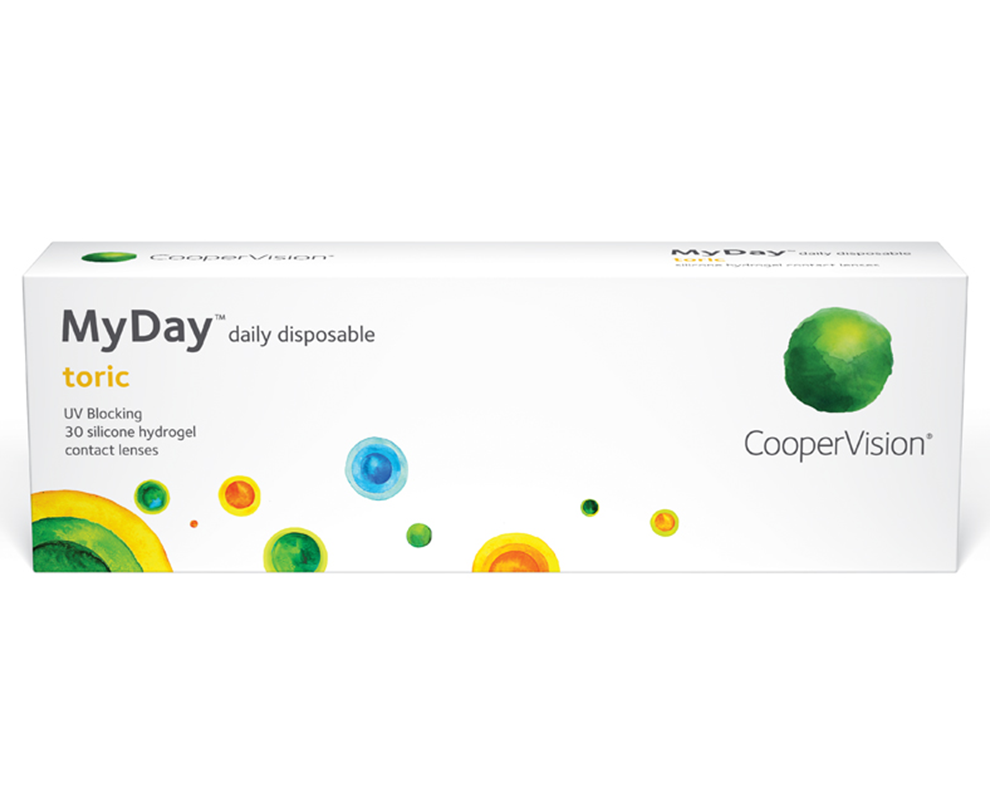 CooperVision®
MyDay™ daily disposable
toric
silicone hydrogel contact lenses
MyDay™ daily disposable
toric
UV Blocking
30 silicone hydrogel
contact lenses
CooperVision®